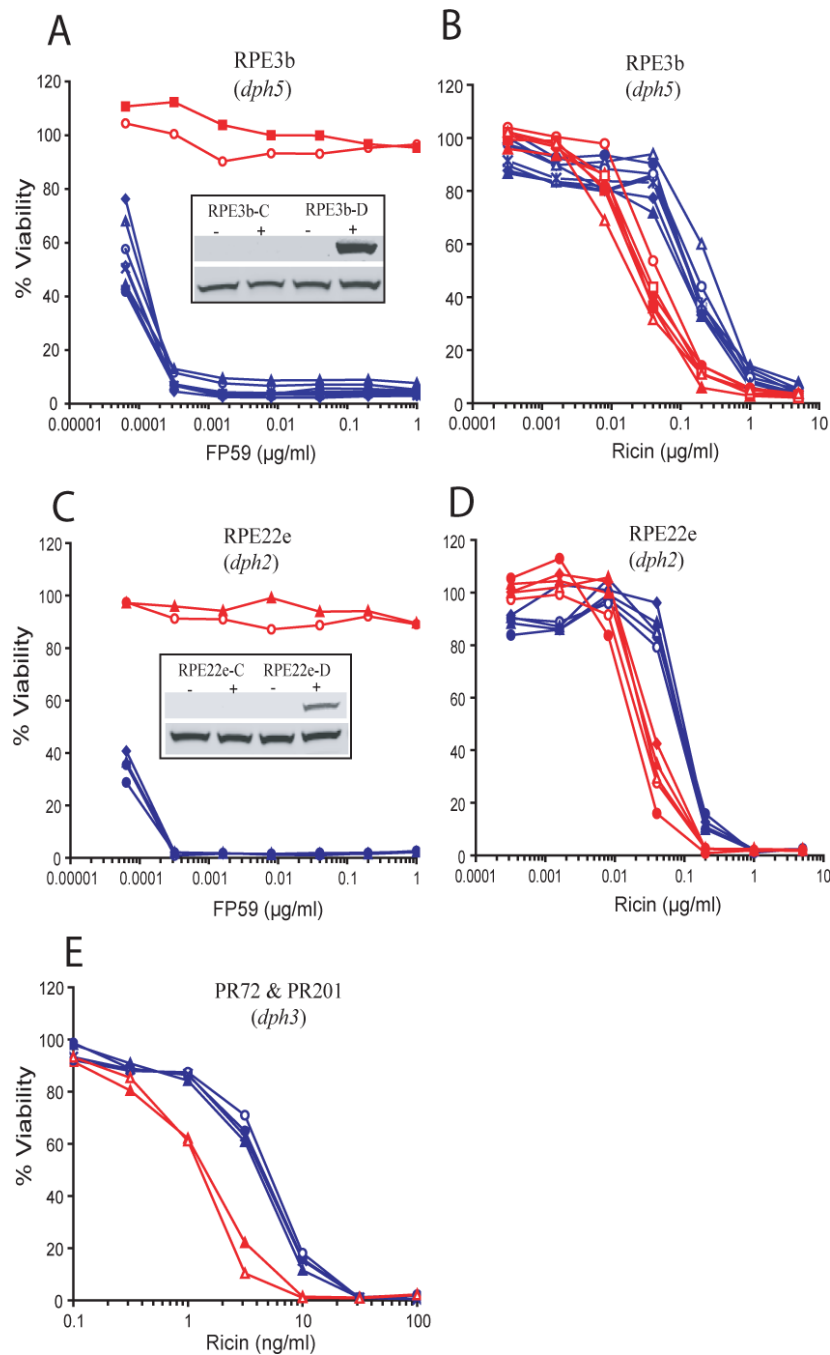 A
RPE3b
(dph5)
120
100
80
60
40
20
0
% Viability
RPE3b-C RPE3b-D
- + - +
0.00001 0.0001 0.001 0.01 0.1 1
FP59 (µg/ml)
B
RPE3b
(dph5)
120
100
80
60
40
20
0
0.0001 0.001 0.01 0.1 1 10
Ricin (µg/ml)
C
RPE22e
(dph2)
120
100
80
60
40
20
0
% Viability
RPE22e-C RPE22e-D
- + - +
0.00001 0.0001 0.001 0.01 0.1 1
FP59 (µg/ml)
D
RPE22e
(dph2)
120
100
80
60
40
20
0
0.0001 0.001 0.01 0.1 1 10
Ricin (µg/ml)
E
PR72 & PR201
(dph3)
120
100
80
60
40
20
0
% Viability
0.1 1 10 100
Ricin (ng/ml)